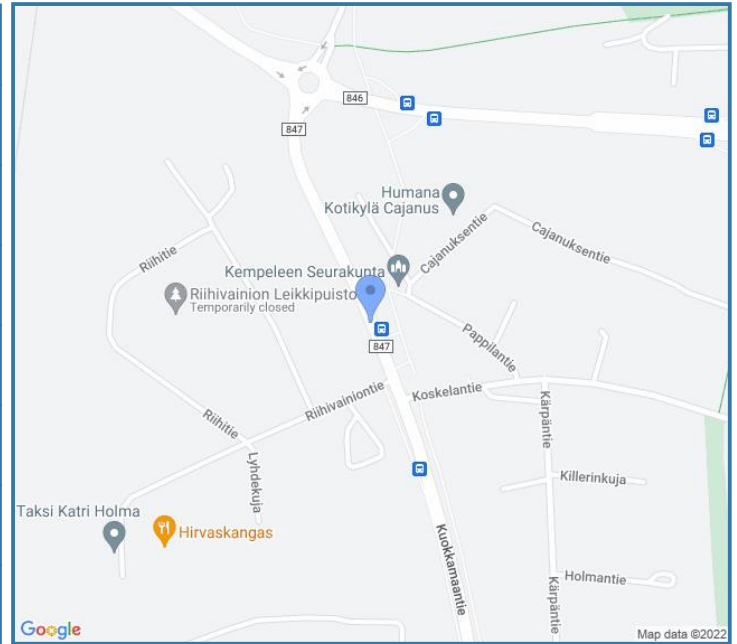 846
847
Humana
Kotikylä Cajanus
Cajanuksentie
Cajanuksentie
Riihitie
Kempeleen Seurakunta
Riihivainion Leikkipuisto
Temporarily closed
847
Pappilantie
Riihivainiontie
Koskelantie
Riihitie
Lyhdekuja
Kärpäntie
Killerinkuja
Taksi Katri Holma
Hirvaskangas
Kuokkamaantie
Holmantie
Kärpäntie
Google
Map data ©2022